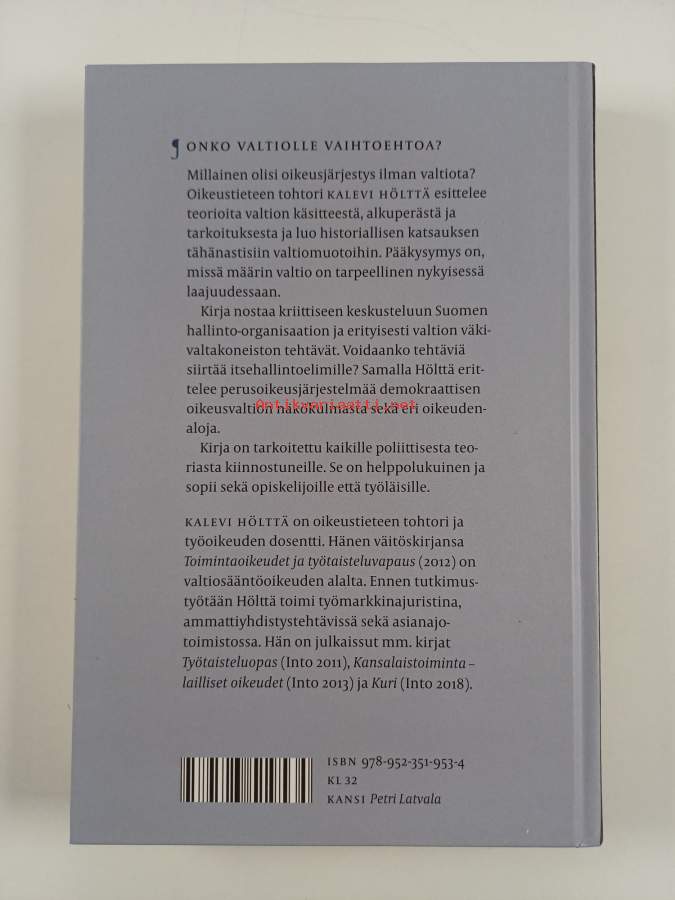 ¶ ONKO VALTIOLLE VAIHTOEHTOA?
Millainen olisi oikeusjärjestys ilman valtiota?
Oikeustieteen tohtori KALEVI HÖLTTÄ esittelee
teorioita valtion käsitteestä, alkuperästä ja
tarkoituksesta ja luo historiallisen katsauksen
tähänastisiin valtiomuotoihin. Pääkysymys on,
missä määrin valtio on tarpeellinen nykyisessä
laajuudessaan.
Kirja nostaa kriittiseen keskusteluun Suomen
hallinto-organisaation ja erityisesti valtion väki-
valtakoneiston tehtävät. Voidaanko tehtäviä
siirtää itsehallintoelimille? Samalla Hölttä erit-
telee perusoikeusjärjestelmää demokraattisen
oikeusvaltion näkökulmasta sekä eri oikeuden-
Antikvariaatti.net
aloja.
Kirja on tarkoitettu kaikille poliittisesta teo-
riasta kiinnostuneille. Se on helppolukuinen ja
sopii sekä opiskelijoille että työläisille.
KALEVI HÖLTTÄ on oikeustieteen tohtori ja
työoikeuden dosentti. Hänen väitöskirjansa
Toimintaoikeudet ja työtaisteluvapaus (2012) on
valtiosääntöoikeuden alalta. Ennen tutkimus-
työtään Hölttä toimi työmarkkinajuristina,
ammattiyhdistystehtävissä sekä asianajo-
toimistossa. Hän on julkaissut mm. kirjat
Työtaisteluopas (Into 2011), Kansalaistoiminta –
lailliset oikeudet (Into 2013) ja Kuri (Into 2018).
ISBN 978-952-351-953-4
KL 32
KANSI Petri Latvala